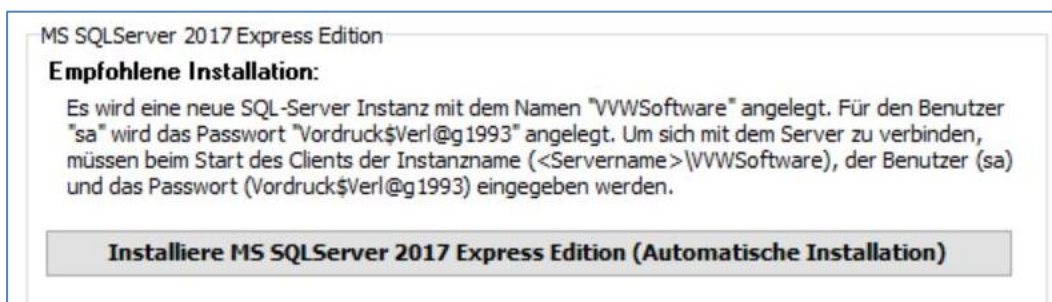 MS SQLServer 2017 Express Edition
Empfohlene Installation:
Es wird eine neue SQL-Server Instanz mit dem Namen "VVWSoftware" angelegt. Für den Benutzer
"sa" wird das Passwort "Vordruck$Verl@g1993" angelegt. Um sich mit dem Server zu verbinden,
müssen beim Start des Clients der Instanzname (<Servername>\VVWSoftware), der Benutzer (sa)
und das Passwort (Vordruck$Verl@g1993) eingegeben werden.
Installiere MS SQLServer 2017 Express Edition (Automatische Installation)